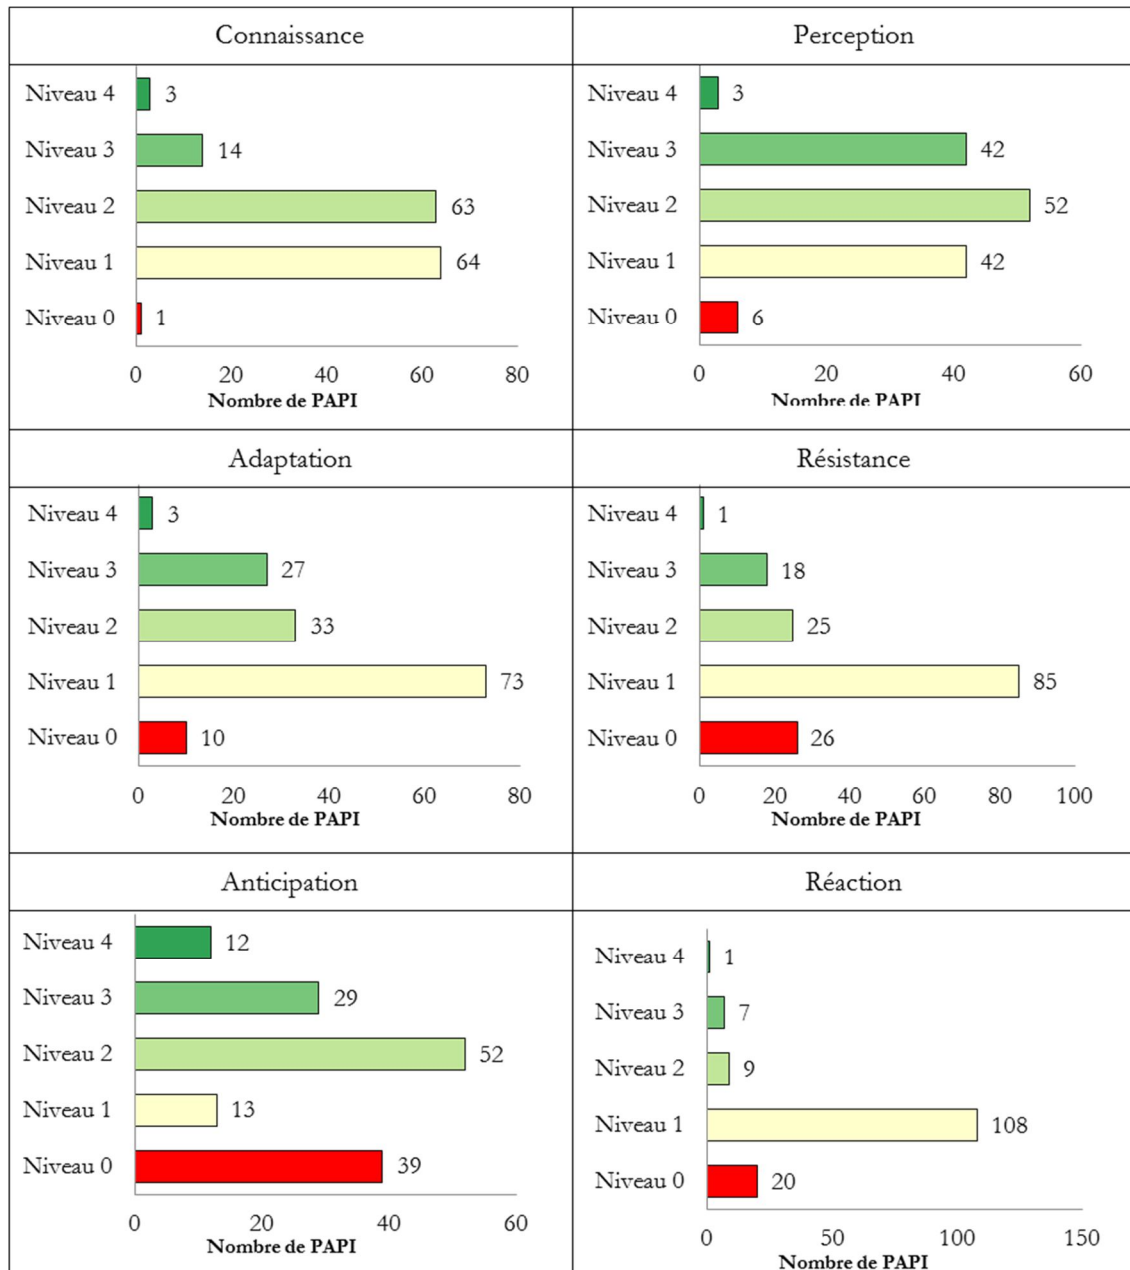 Connaissance
Niveau 4 3
Niveau 3 14
Niveau 2 63
Niveau 1 64
Niveau 0 1
0 20 40 60 80
Nombre de PAPI
Perception
Niveau 4 3
Niveau 3 42
Niveau 2 52
Niveau 1 42
Niveau 0 6
0 20 40 60
Nombre de PAPI
Adaptation
Niveau 4 3
Niveau 3 27
Niveau 2 33
Niveau 1 73
Niveau 0 10
0 20 40 60 80
Nombre de PAPI
Résistance
Niveau 4 1
Niveau 3 18
Niveau 2 25
Niveau 1 85
Niveau 0 26
0 20 40 60 80 100
Nombre de PAPI
Anticipation
Niveau 4 12
Niveau 3 29
Niveau 2 52
Niveau 1 13
Niveau 0 39
0 20 40 60
Nombre de PAPI
Réaction
Niveau 4 1
Niveau 3 7
Niveau 2 9
Niveau 1 108
Niveau 0 20
0 50 100 150
Nombre de PAPI